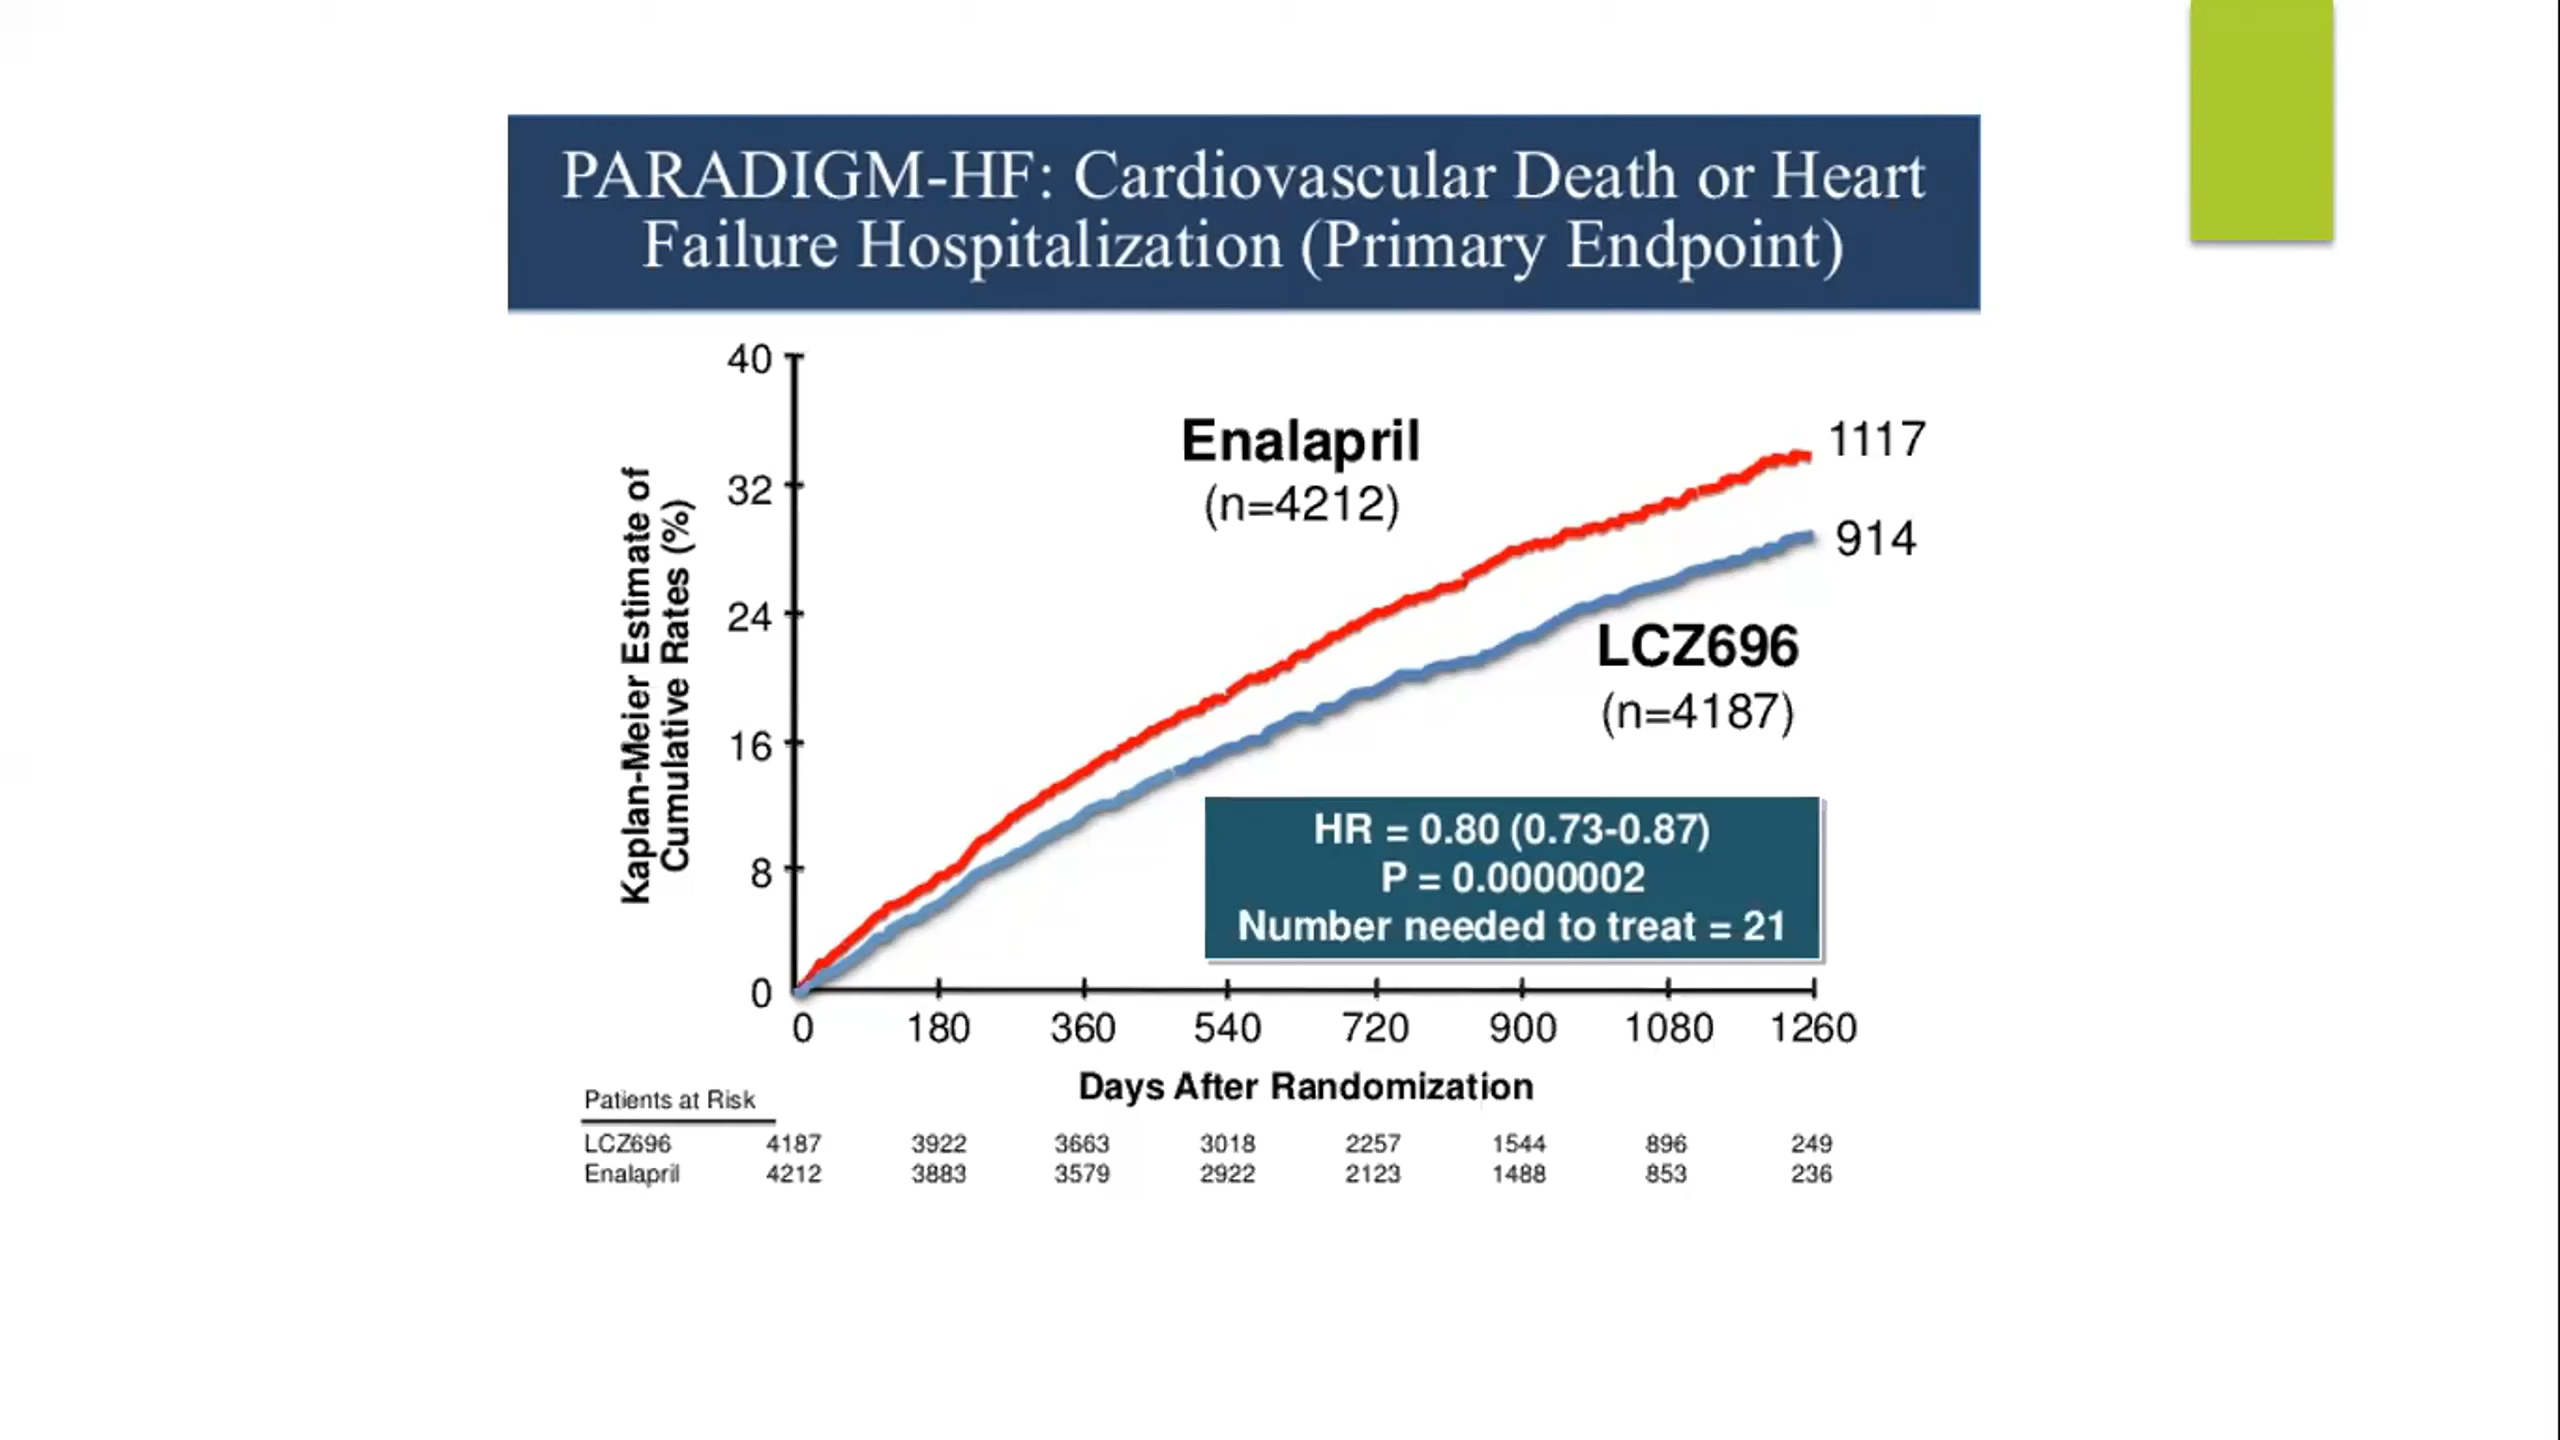 PARADIGM-HF: Cardiovascular Death or Heart
Failure Hospitalization (Primary Endpoint)
Kaplan-Meier Estimate of
Cumulative Rates (%)
40
32
24
16
8
0
Enalapril
(n=4212)
1117
914
LCZ696
(n=4187)
HR = 0.80 (0.73-0.87)
P = 0.0000002
Number needed to treat = 21
0 180 360 540 720 900 1080 1260
Days After Randomization
Patients at Risk
LCZ696 4187 3922 3663 3018 2257 1544 896 249
Enalapril 4212 3883 3579 2922 2123 1488 853 236